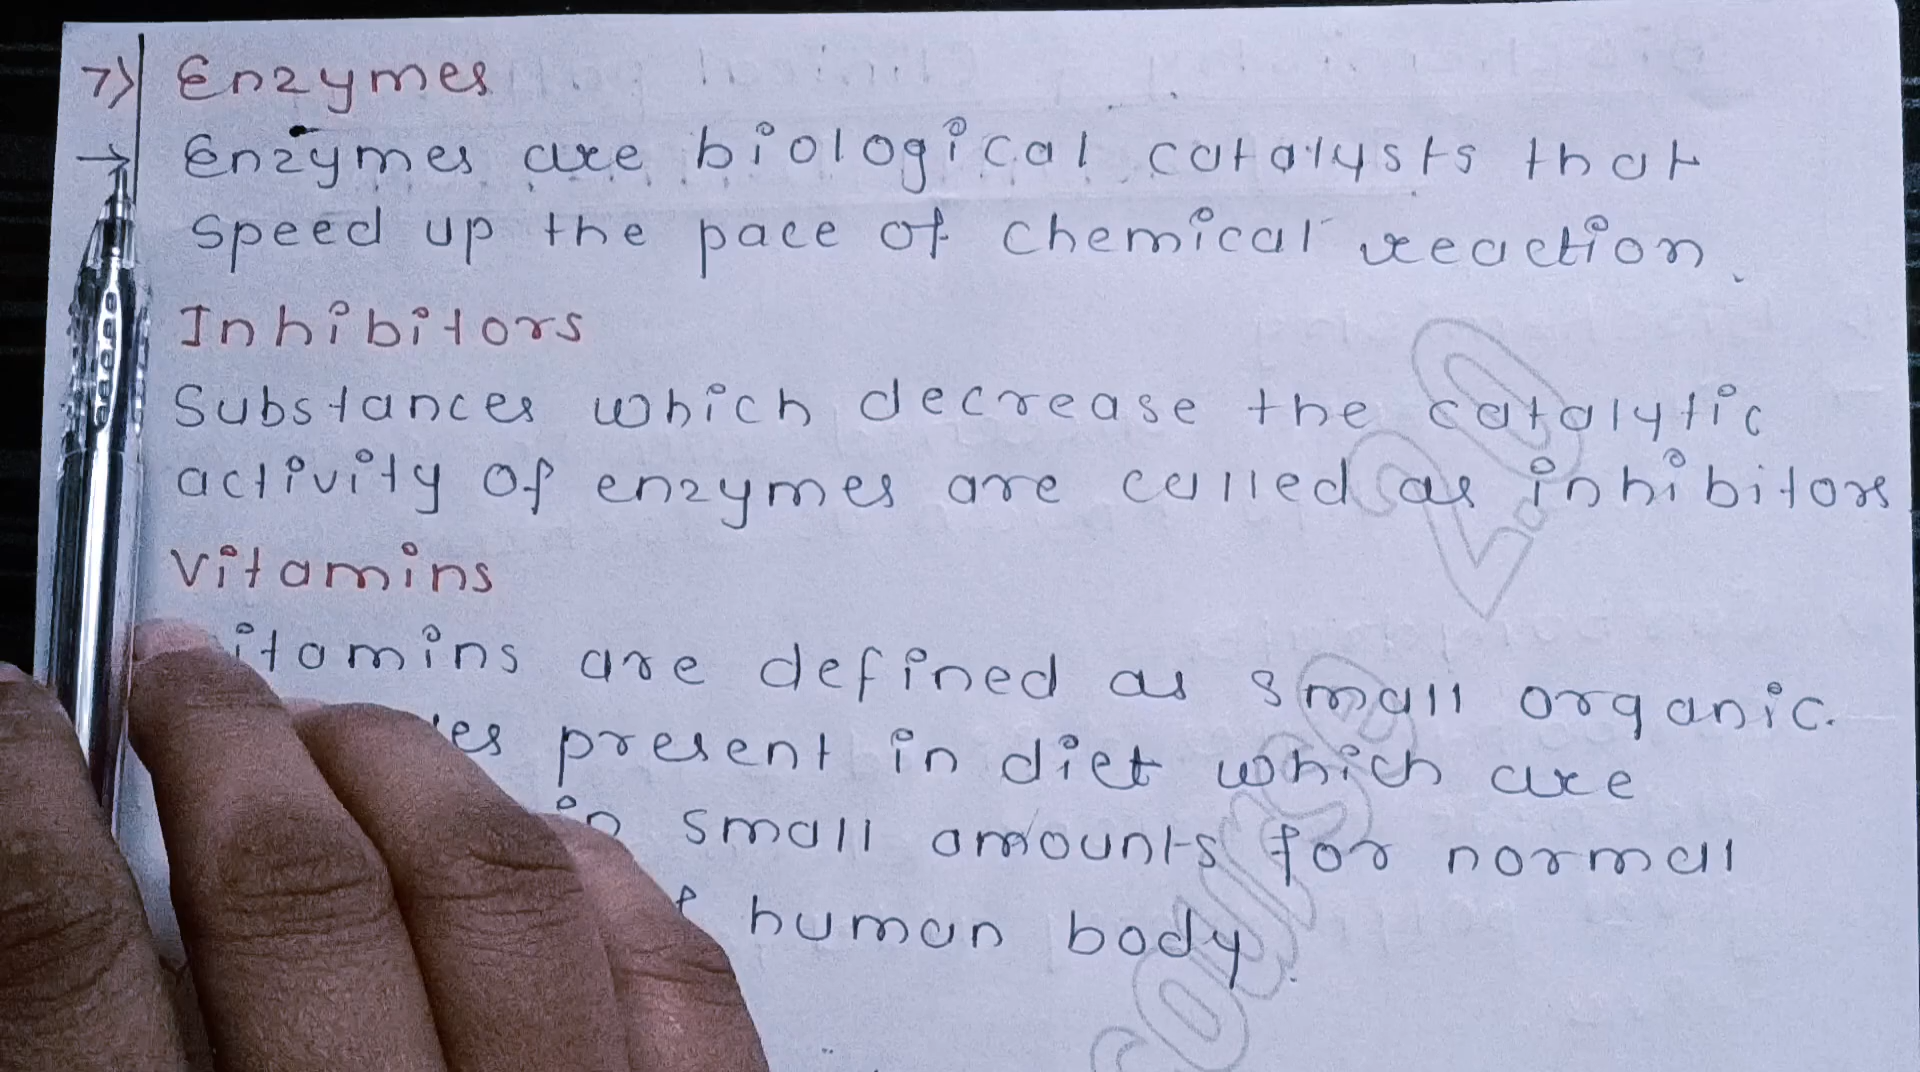 7) Enzymes
→ Enzymes are biological catalysts that
speed up the pace of chemical reaction.
Inhibitors
Substances which decrease the catalytic
activity of enzymes are called as inhibitors
Vitamins
itamins are defined as small organic.
es present in diet which are
in small amounts for normal
human body.